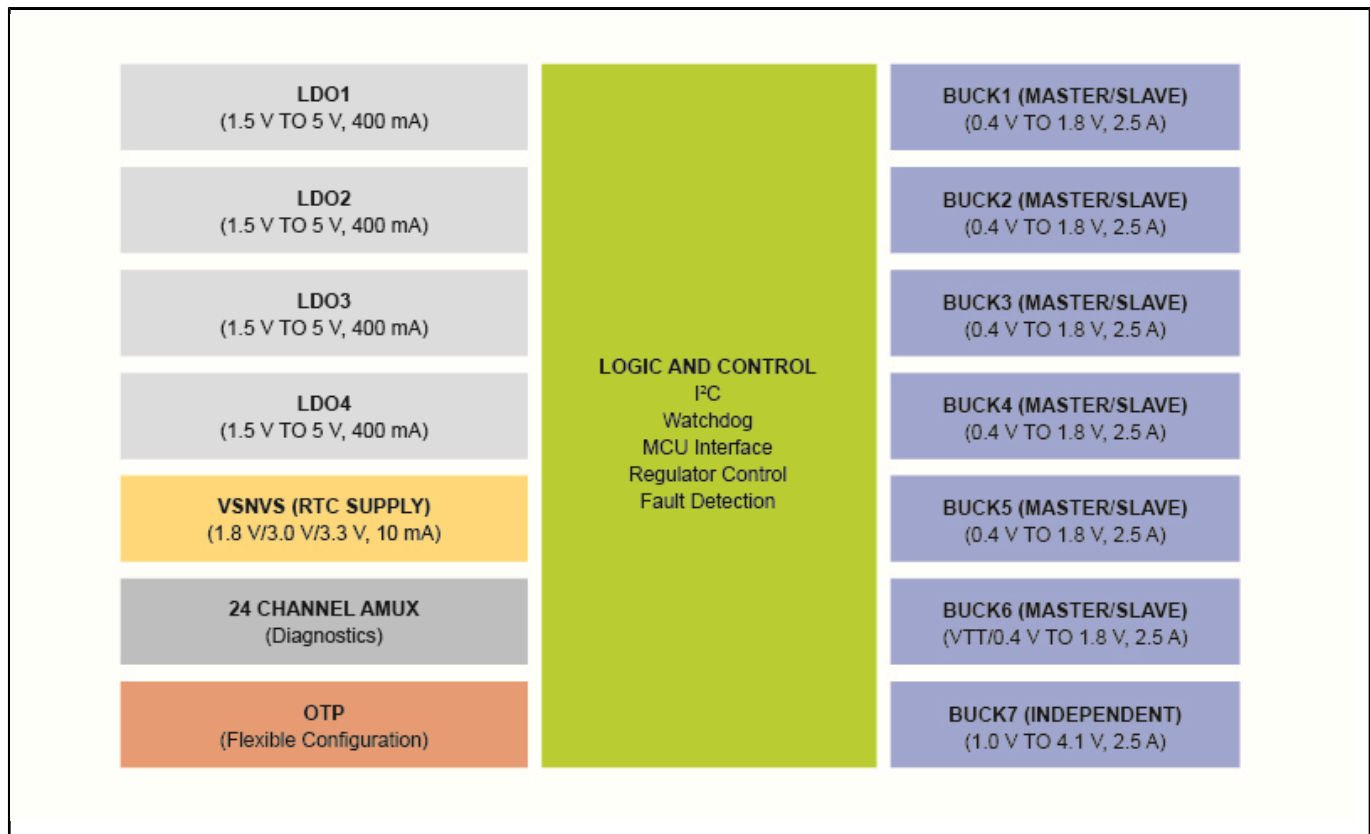 LDO1
(1.5 V TO 5 V, 400 mA)
LDO2
(1.5 V TO 5 V, 400 mA)
LDO3
(1.5 V TO 5 V, 400 mA)
LDO4
(1.5 V TO 5 V, 400 mA)
VSNVS (RTC SUPPLY)
(1.8 V/3.0 V/3.3 V, 10 mA)
24 CHANNEL AMUX
(Diagnostics)
OTP
(Flexible Configuration)
LOGIC AND CONTROL
I²C
Watchdog
MCU Interface
Regulator Control
Fault Detection
BUCK1 (MASTER/SLAVE)
(0.4 V TO 1.8 V, 2.5 A)
BUCK2 (MASTER/SLAVE)
(0.4 V TO 1.8 V, 2.5 A)
BUCK3 (MASTER/SLAVE)
(0.4 V TO 1.8 V, 2.5 A)
BUCK4 (MASTER/SLAVE)
(0.4 V TO 1.8 V, 2.5 A)
BUCK5 (MASTER/SLAVE)
(0.4 V TO 1.8 V, 2.5 A)
BUCK6 (MASTER/SLAVE)
(VTT/0.4 V TO 1.8 V, 2.5 A)
BUCK7 (INDEPENDENT)
(1.0 V TO 4.1 V, 2.5 A)